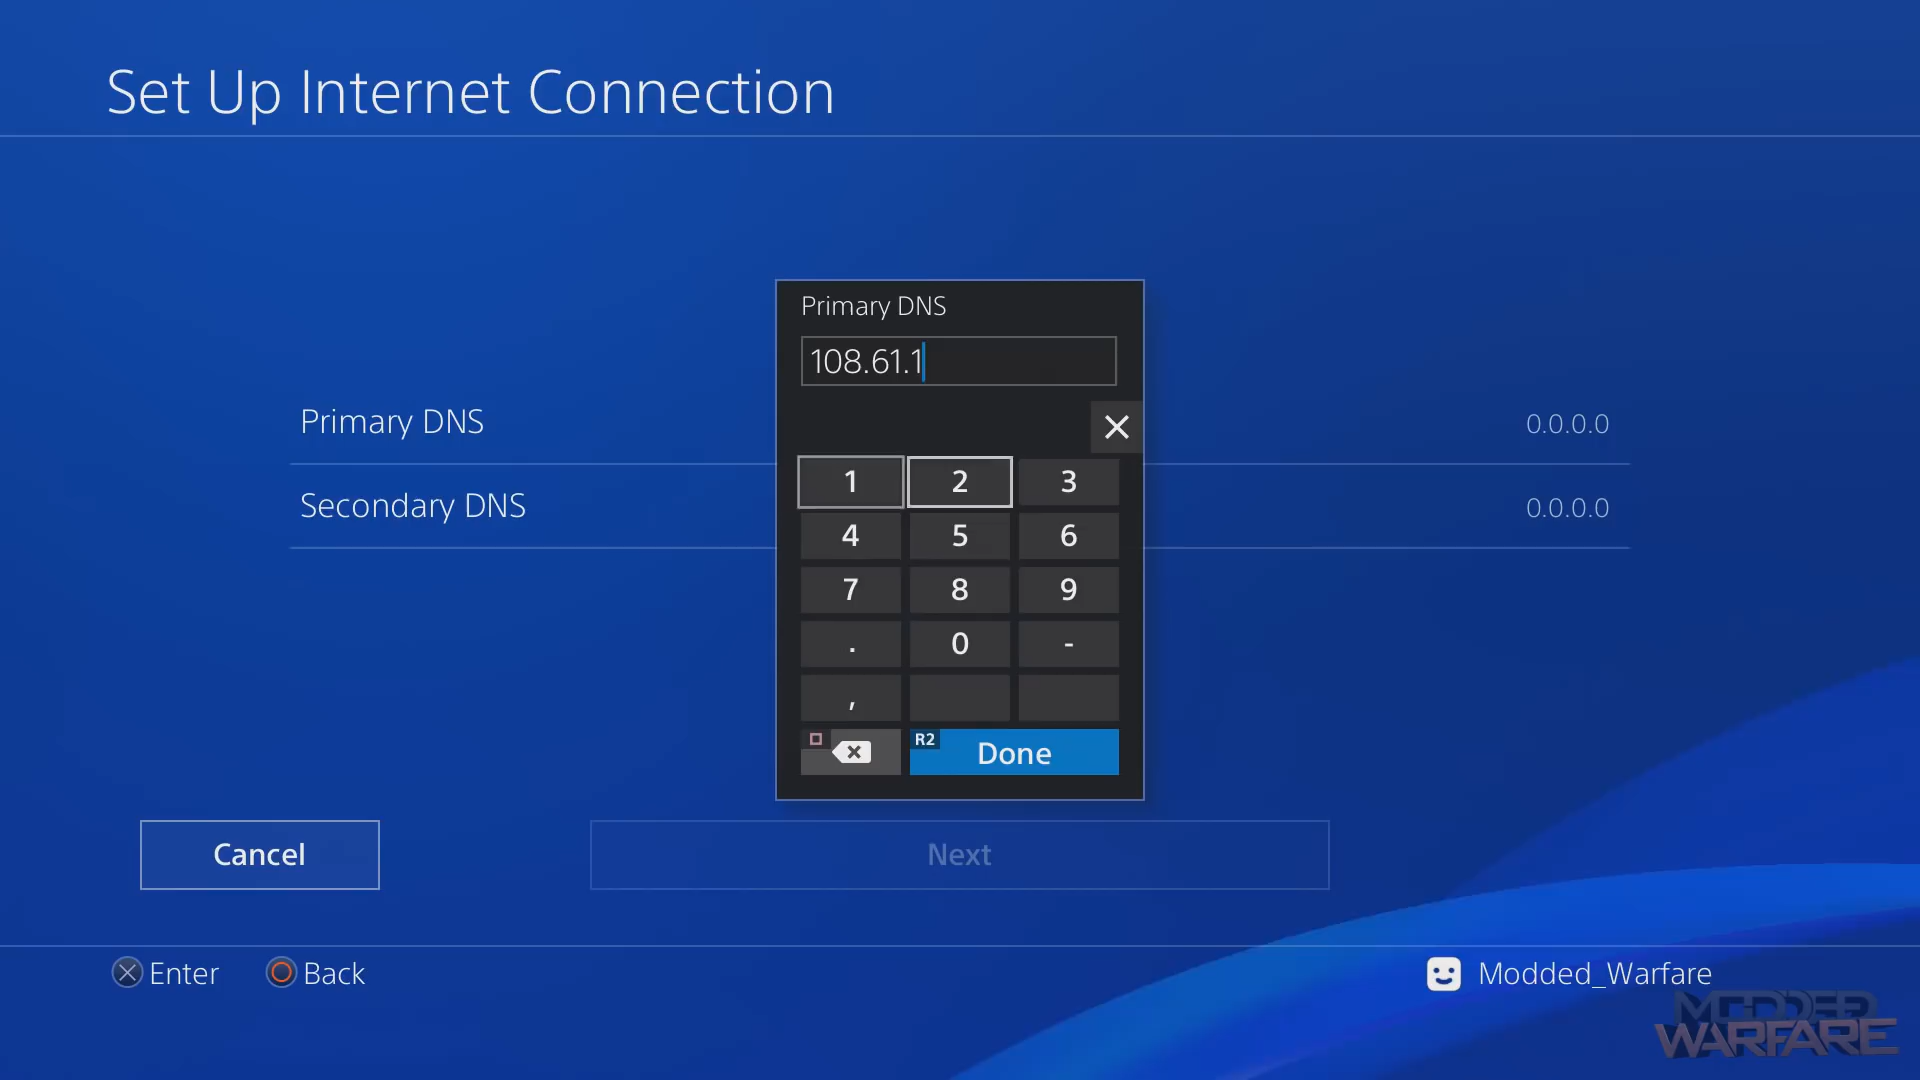 Set Up Internet Connection
Primary DNS
108.61.1
Primary DNS
0.0.0.0
Secondary DNS
0.0.0.0
1 2 3
4 5 6
7 8 9
. 0 -
,
R2 Done
Cancel
Next
Enter
Back
Modded_Warfare
MODDED
WARFARE